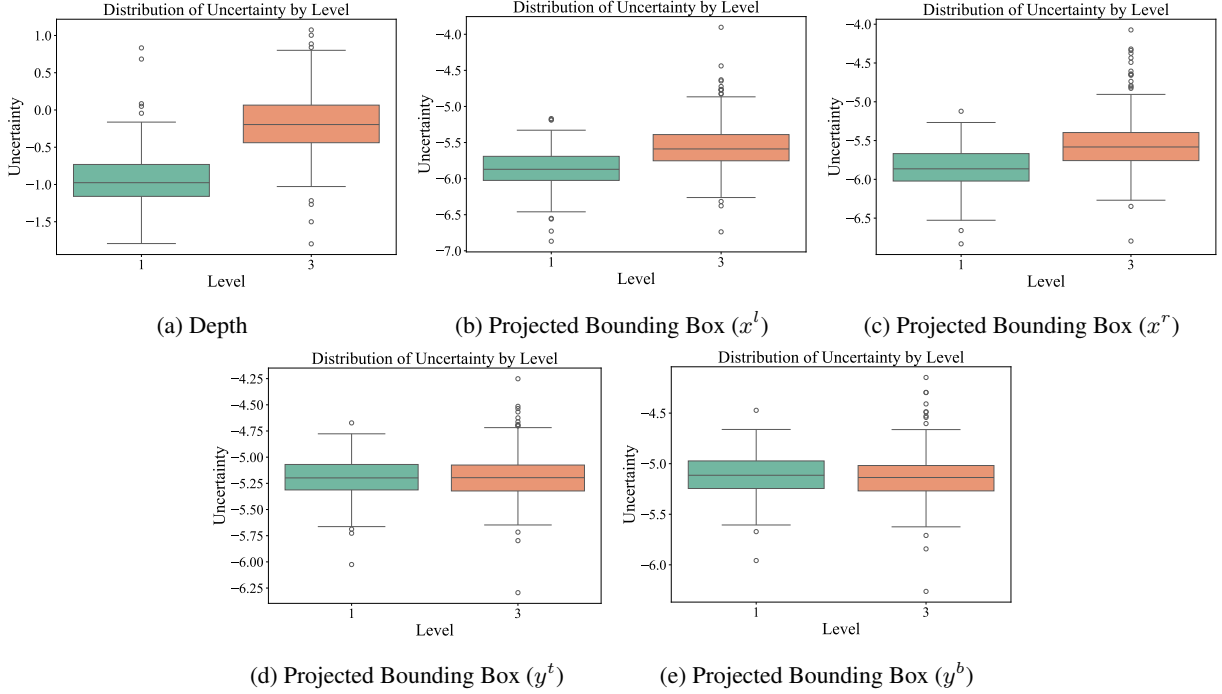 Distribution of Uncertainty by Level
1.0
0.5
0.0
−0.5
−1.0
−1.5
Uncertainty
1 3
Level
(a) Depth
Distribution of Uncertainty by Level
−4.0
−4.5
−5.0
−5.5
−6.0
−6.5
−7.0
Uncertainty
1 3
Level
(b) Projected Bounding Box (x^l)
Distribution of Uncertainty by Level
−4.0
−4.5
−5.0
−5.5
−6.0
−6.5
Uncertainty
1 3
Level
(c) Projected Bounding Box (x^r)
Distribution of Uncertainty by Level
−4.25
−4.50
−4.75
−5.00
−5.25
−5.50
−5.75
−6.00
−6.25
Uncertainty
1 3
Level
(d) Projected Bounding Box (y^t)
Distribution of Uncertainty by Level
−4.5
−5.0
−5.5
−6.0
Uncertainty
1 3
Level
(e) Projected Bounding Box (y^b)